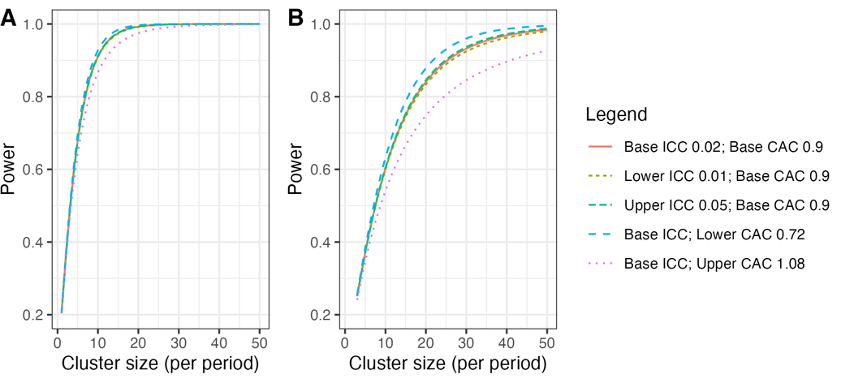 A
B
1.0
0.8
0.6
0.4
0.2
Power
0 10 20 30 40 50
Cluster size (per period)
1.0
0.8
0.6
0.4
0.2
Power
0 10 20 30 40 50
Cluster size (per period)
Legend
Base ICC 0.02; Base CAC 0.9
Lower ICC 0.01; Base CAC 0.9
Upper ICC 0.05; Base CAC 0.9
Base ICC; Lower CAC 0.72
Base ICC; Upper CAC 1.08